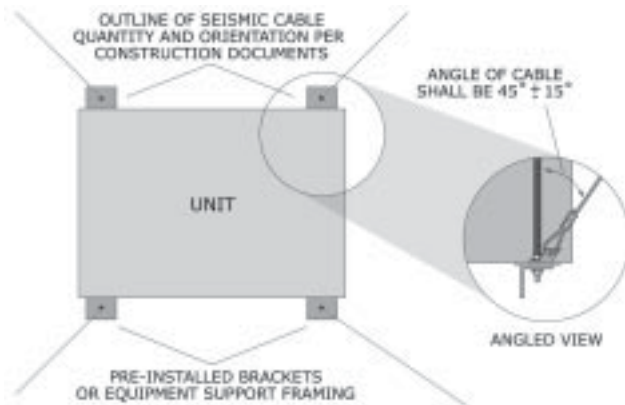 OUTLINE OF SEISMIC CABLE
QUANTITY AND ORIENTATION PER
CONSTRUCTION DOCUMENTS
ANGLE OF CABLE
SHALL BE 45° ± 15°
UNIT
ANGLED VIEW
PRE-INSTALLED BRACKETS
OR EQUIPMENT SUPPORT FRAMING